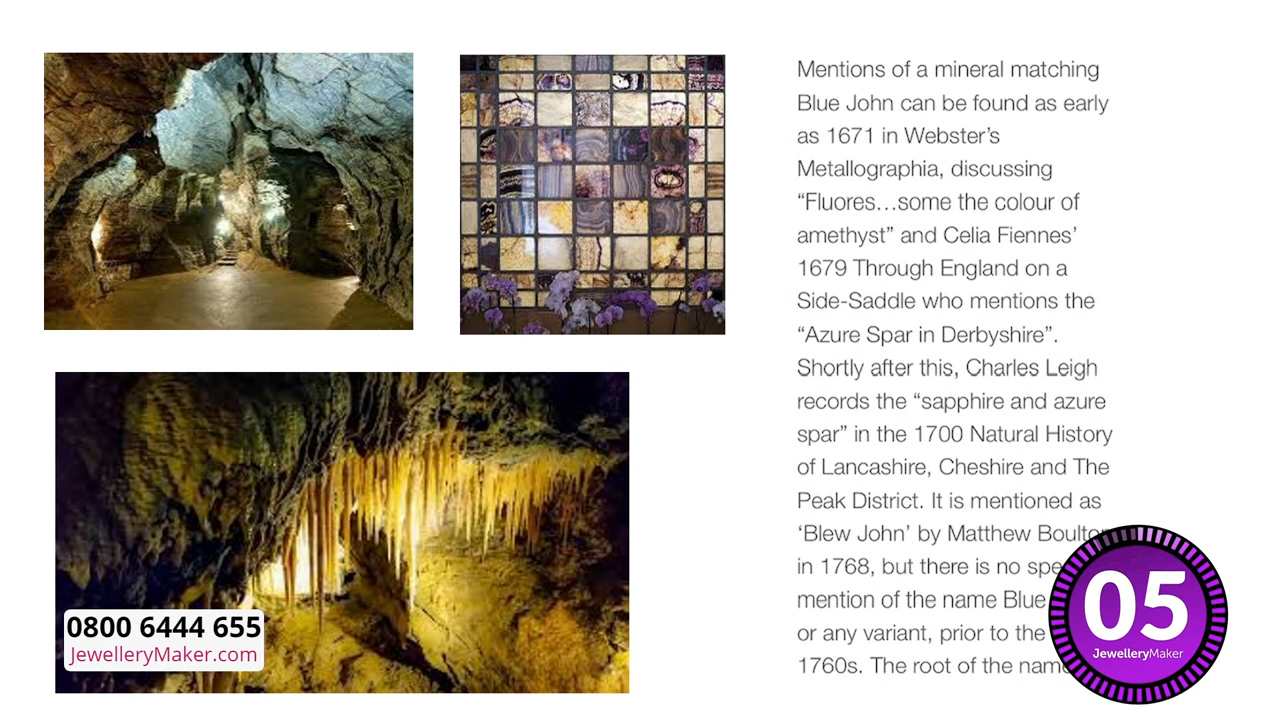 Mentions of a mineral matching
Blue John can be found as early
as 1671 in Webster’s
Metallographia, discussing
“Fluores...some the colour of
amethyst” and Celia Fiennes’
1679 Through England on a
Side-Saddle who mentions the
“Azure Spar in Derbyshire”.
Shortly after this, Charles Leigh
records the “sapphire and azure
spar” in the 1700 Natural History
of Lancashire, Cheshire and The
Peak District. It is mentioned as
‘Blew John’ by Matthew Boulton
in 1768, but there is no
mention of the name Blue
or any variant, prior to the
1760s. The root of the name
0800 6444 655
JewelleryMaker.com
05
JewelleryMaker